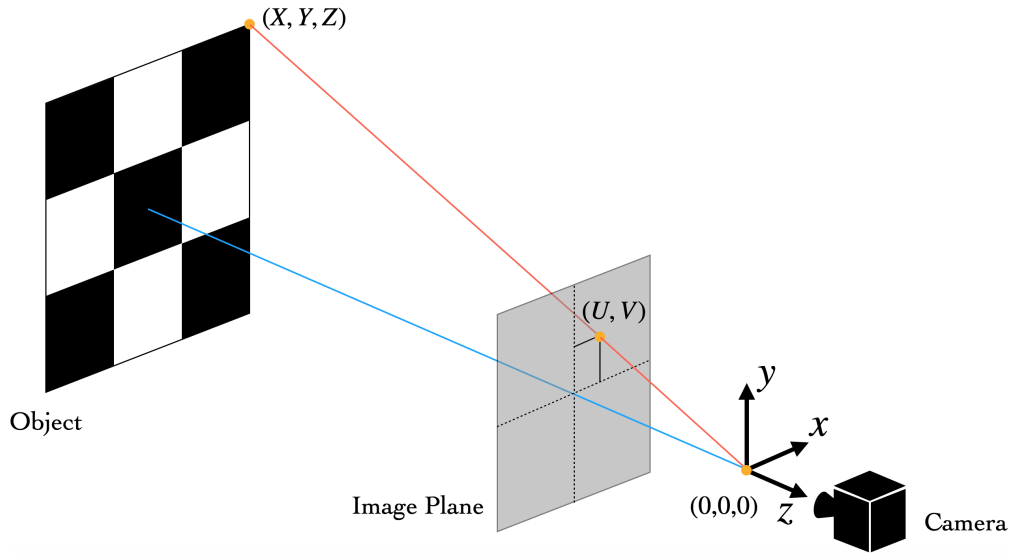 (X, Y, Z)
(U, V)
y
x
Object
Image Plane
(0,0,0)
z
Camera